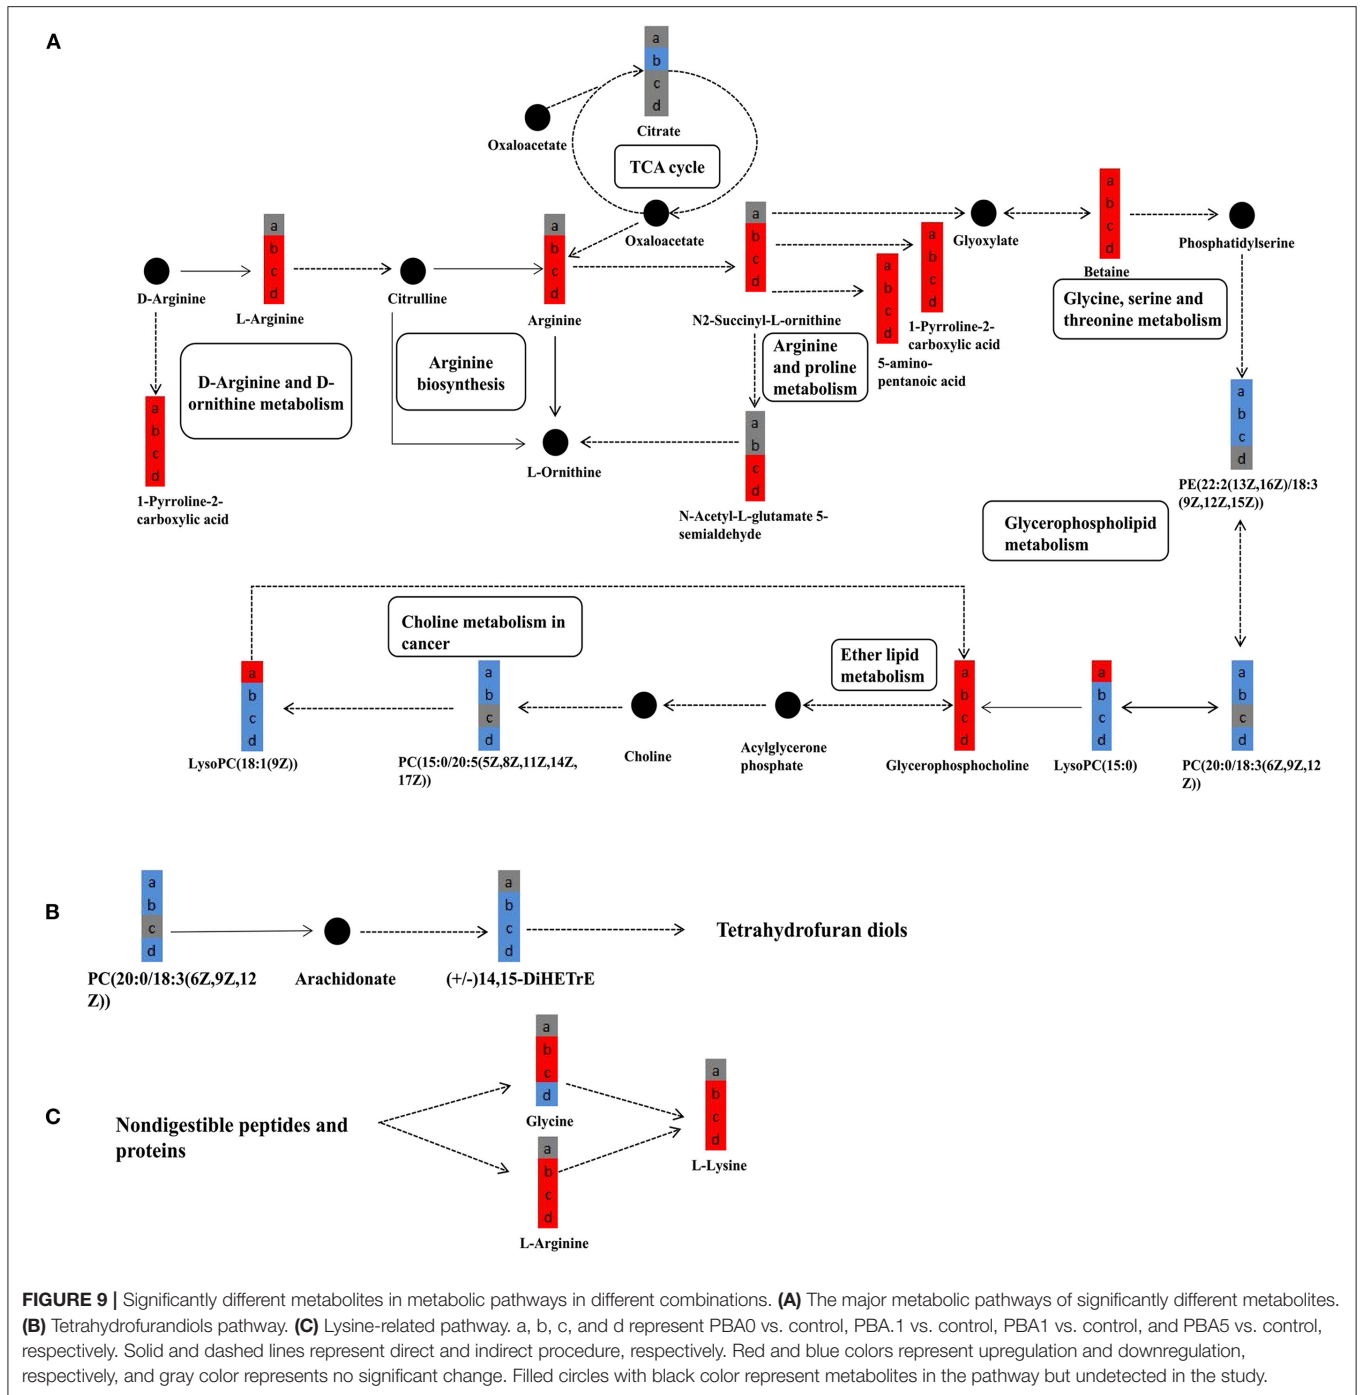 A
a
b
c
d
Citrate
Oxaloacetate
TCA cycle
Oxaloacetate
a
b
c
d
L-Arginine
D-Arginine
Citrulline
a
b
c
d
Arginine
a
b
c
d
N2-Succinyl-L-ornithine
a
b
c
d
1-Pyrroline-2-
carboxylic acid
a
b
c
d
5-amino-
pentanoic acid
Glyoxylate
a
b
c
d
Betaine
Phosphatidylserine
D-Arginine and D-
ornithine metabolism
Arginine
biosynthesis
Arginine
and proline
metabolism
Glycine, serine and
threonine metabolism
a
b
c
d
1-Pyrroline-2-
carboxylic acid
L-Ornithine
a
b
c
d
N-Acetyl-L-glutamate 5-
semialdehyde
a
b
c
d
PE(22:2(13Z,16Z)/18:3
(9Z,12Z,15Z))
Glycerophospholipid
metabolism
Choline metabolism in
cancer
Ether lipid
metabolism
a
b
c
d
LysoPC(18:1(9Z))
a
b
c
d
PC(15:0/20:5(5Z,8Z,11Z,14Z,
17Z))
Choline
Acylglycerone
phosphate
a
b
c
d
Glycerophosphocholine
a
b
c
d
LysoPC(15:0)
a
b
c
d
PC(20:0/18:3(6Z,9Z,12
Z))
B
a
b
c
d
PC(20:0/18:3(6Z,9Z,12
Z))
Arachidonate
a
b
c
d
(+/-)14,15-DiHETrE
Tetrahydrofuran diols
C
Nondigestible peptides and
proteins
a
b
c
d
Glycine
a
b
c
d
L-Arginine
a
b
c
d
L-Lysine
FIGURE 9 | Significantly different metabolites in metabolic pathways in different combinations. (A) The major metabolic pathways of significantly different metabolites.
(B) Tetrahydrofurandiols pathway. (C) Lysine-related pathway. a, b, c, and d represent PBA0 vs. control, PBA.1 vs. control, PBA1 vs. control, and PBA5 vs. control,
respectively. Solid and dashed lines represent direct and indirect procedure, respectively. Red and blue colors represent upregulation and downregulation,
respectively, and gray color represents no significant change. Filled circles with black color represent metabolites in the pathway but undetected in the study.